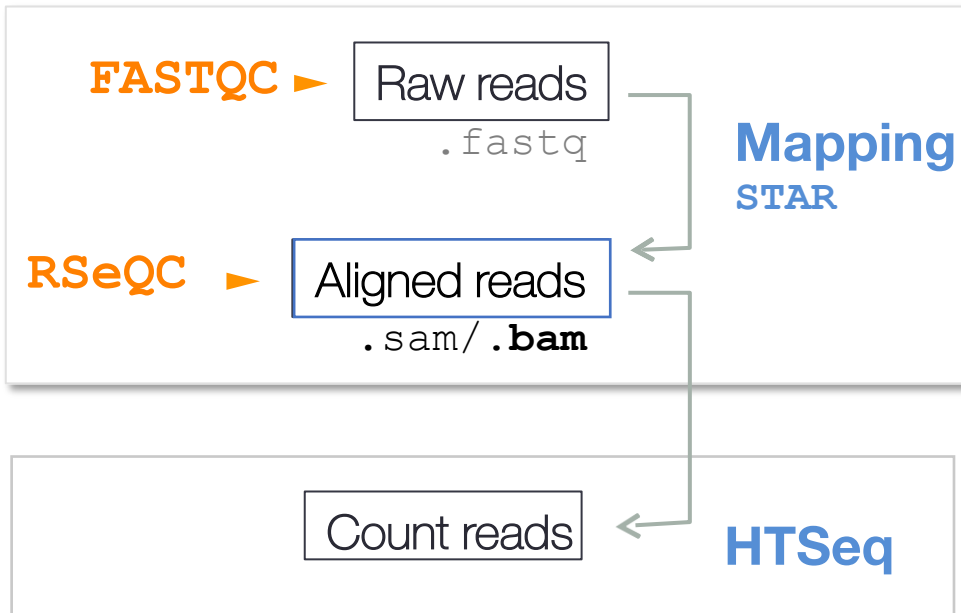 FASTQC ► Raw reads
.fastq
Mapping
STAR
RSeQC ► Aligned reads
.sam/.bam
Count reads
HTSeq